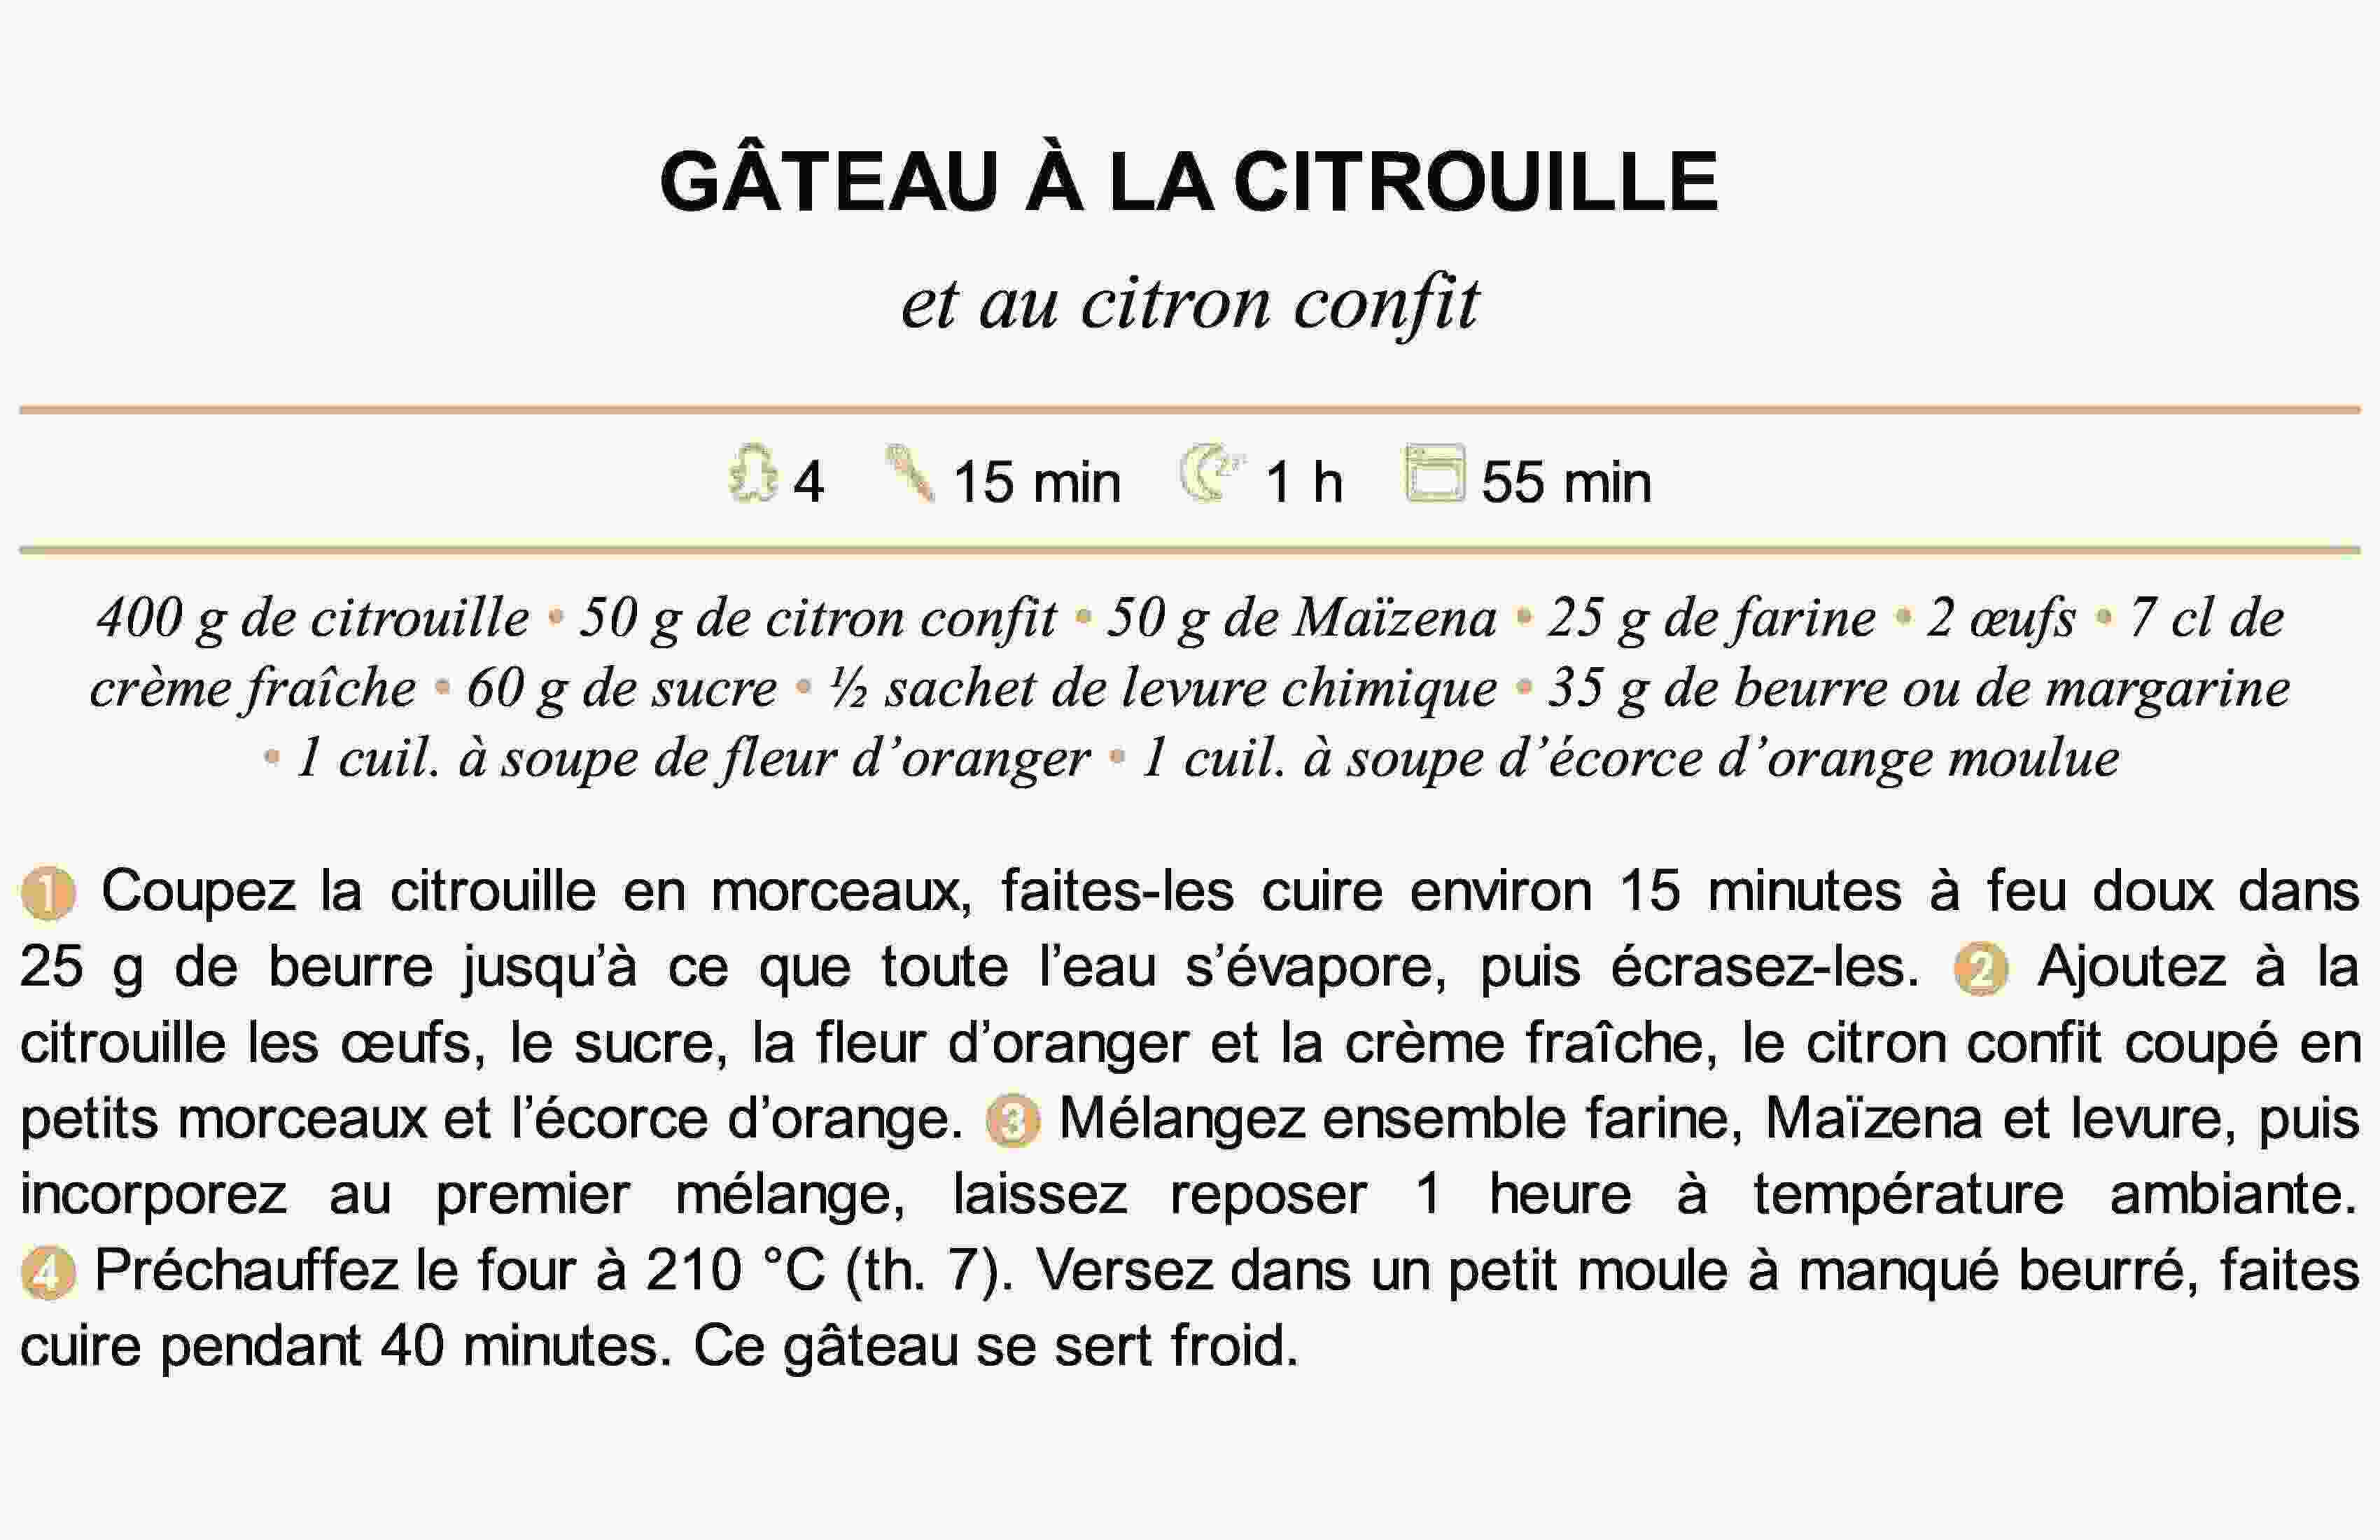 GÂTEAU À LA CITROUILLE
et au citron confit
4 15 min zzz 1 h 55 min
400 g de citrouille • 50 g de citron confit • 50 g de Maïzena • 25 g de farine • 2 œufs • 7 cl de
crème fraîche • 60 g de sucre • ½ sachet de levure chimique • 35 g de beurre ou de margarine
• 1 cuil. à soupe de fleur d’oranger • 1 cuil. à soupe d’écorce d’orange moulue
1 Coupez la citrouille en morceaux, faites-les cuire environ 15 minutes à feu doux dans
25 g de beurre jusqu’à ce que toute l’eau s’évapore, puis écrasez-les. 2 Ajoutez à la
citrouille les œufs, le sucre, la fleur d’oranger et la crème fraîche, le citron confit coupé en
petits morceaux et l’écorce d’orange. 3 Mélangez ensemble farine, Maïzena et levure, puis
incorporez au premier mélange, laissez reposer 1 heure à température ambiante.
4 Préchauffez le four à 210 °C (th. 7). Versez dans un petit moule à manqué beurré, faites
cuire pendant 40 minutes. Ce gâteau se sert froid.